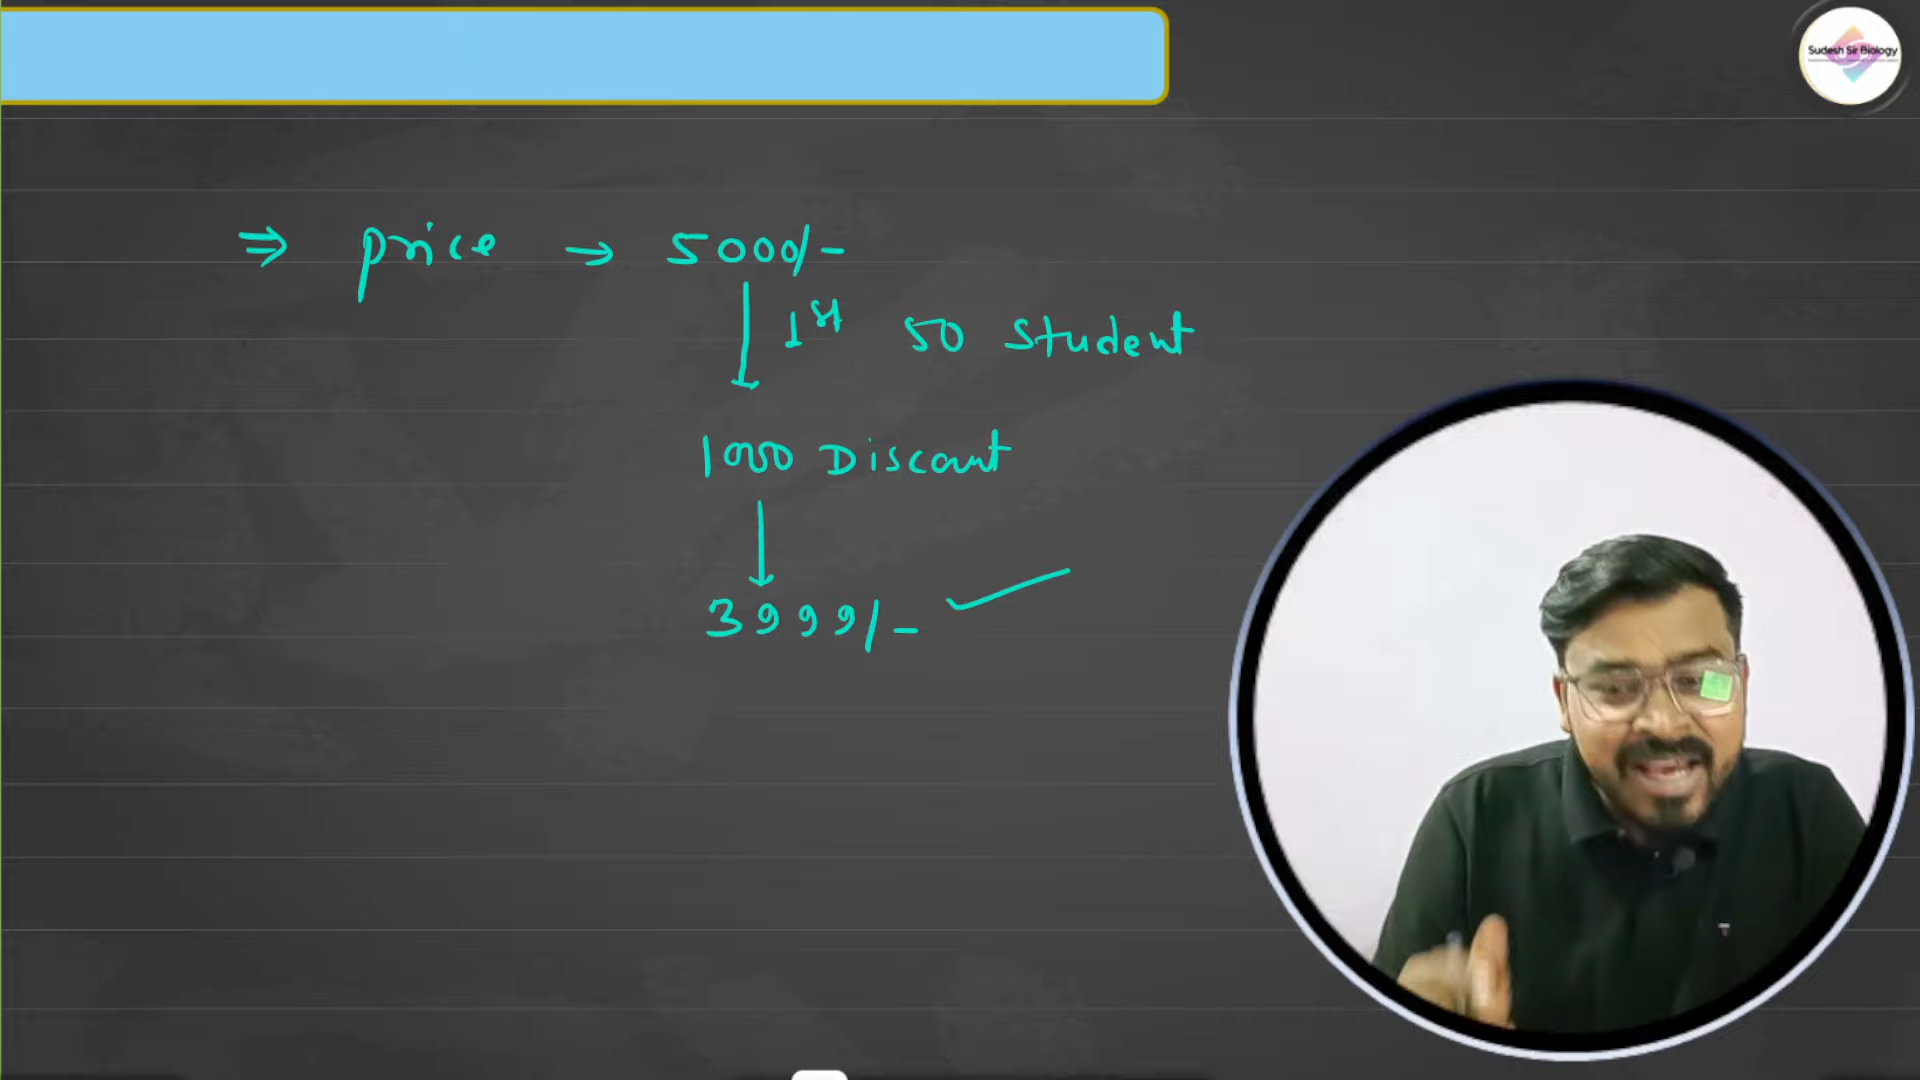 Sudesh Sir Biology
⇒ price → 5000/-
1st 50 Student
1000 Discount
3999/-